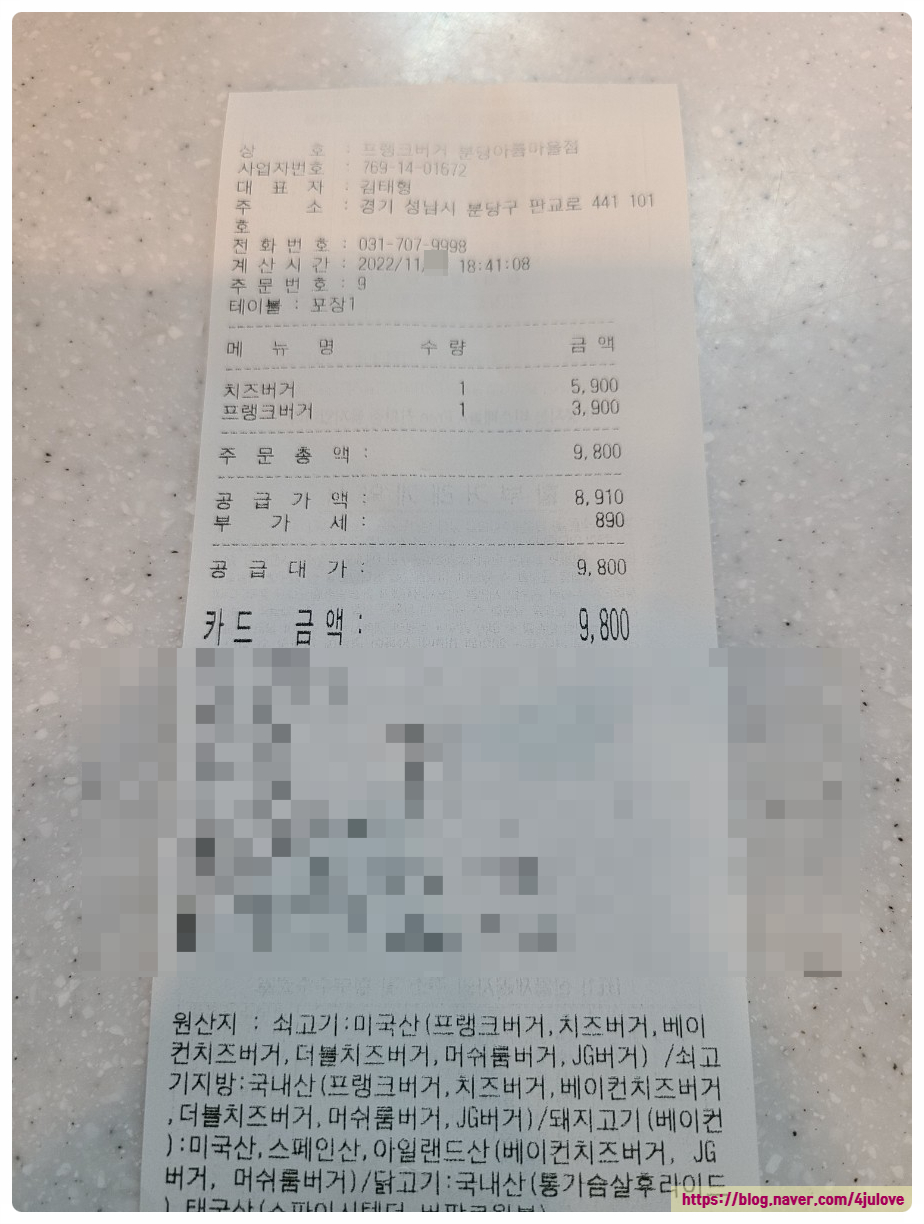 상 호 : 프랭크버거 분당아름마을점
사업자번호 : 769-14-01672
대 표 자 : 김태형
주 소 : 경기 성남시 분당구 판교로 441 101
호
전 화 번 호 : 031-707-9998
계 산 시 간 : 2022/11/ 18:41:08
주 문 번 호 : 9
테이블 : 포장1
메 뉴 명 수 량 금 액
치즈버거 1 5,900
프랭크버거 1 3,900
주 문 총 액 : 9,800
공 급 가 액 : 8,910
부 가 세 : 890
공 급 대 가 : 9,800
카드 금액 : 9,800
원산지 : 쇠고기:미국산(프랭크버거,치즈버거,베이
컨치즈버거,더블치즈버거,머쉬룸버거,JG버거) /쇠고
기지방:국내산(프랭크버거,치즈버거,베이컨치즈버거
,더블치즈버거,머쉬룸버거,JG버거)/돼지고기(베이컨
):미국산,스페인산,아일랜드산(베이컨치즈버거, JG
버거, 머쉬룸버거)/닭고기:국내산(통가슴살후라이드
),태국산(스파이시텐더,
https://blog.naver.com/4julove